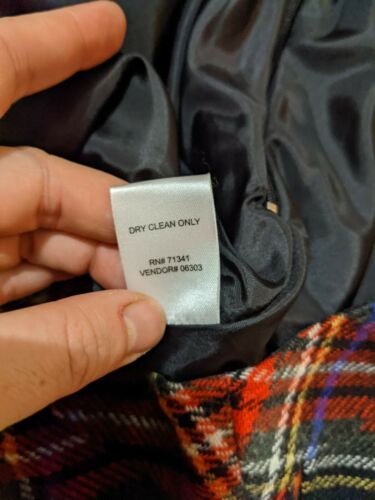 DRY CLEAN ONLY
RN# 71341
VENDOR# 06303